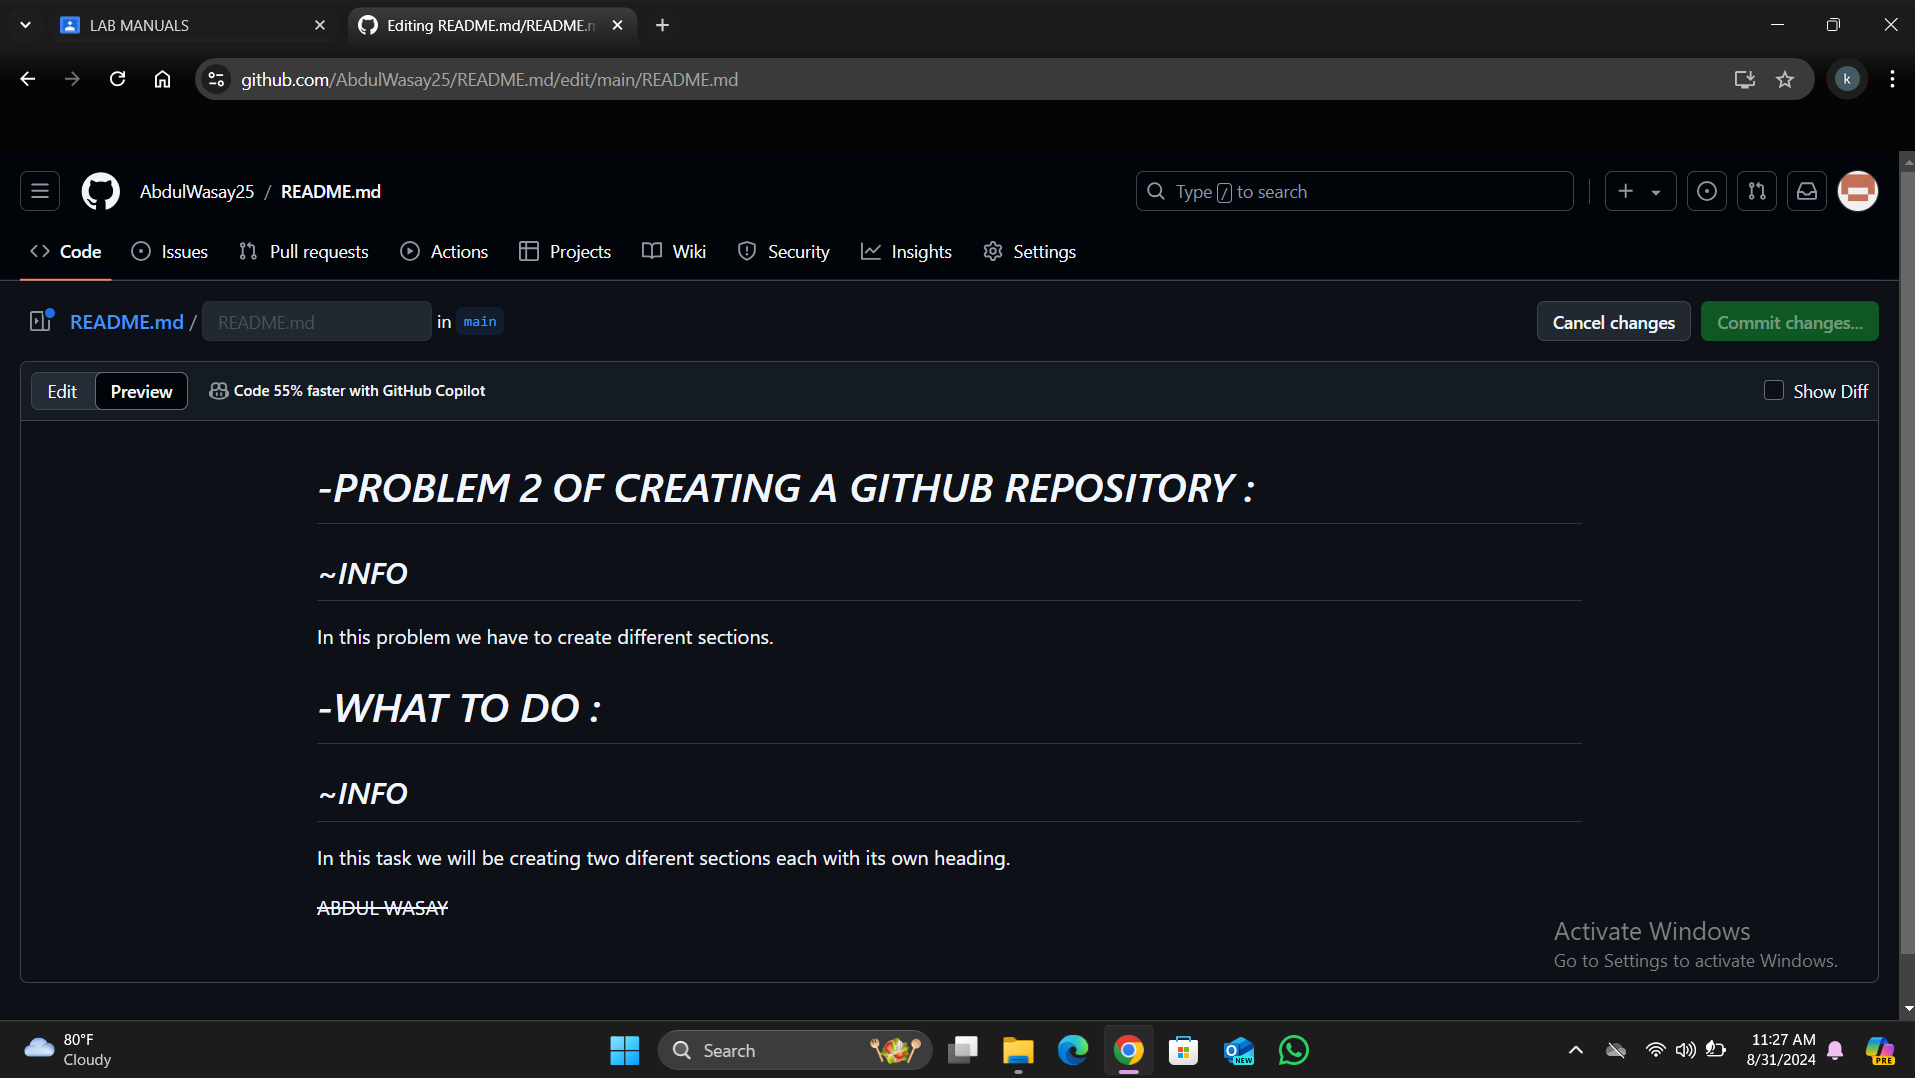 LAB MANUALS
Editing README.md/README.m
github.com/AbdulWasay25/README.md/edit/main/README.md
k
AbdulWasay25 / README.md
Type / to search
Code Issues Pull requests Actions Projects Wiki Security Insights Settings
README.md / README.md in main
Cancel changes Commit changes...
Edit Preview Code 55% faster with GitHub Copilot Show Diff
-PROBLEM 2 OF CREATING A GITHUB REPOSITORY :
~INFO
In this problem we have to create different sections.
-WHAT TO DO :
~INFO
In this task we will be creating two diferent sections each with its own heading.
ABDUL WASAY
Activate Windows
Go to Settings to activate Windows.
80°F
Cloudy
Search
NEW
11:27 AM
8/31/2024
PRE